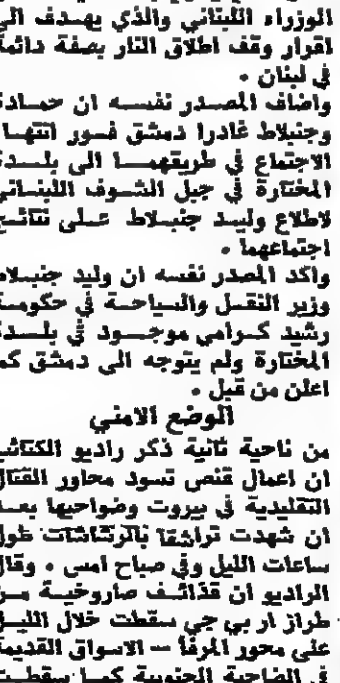 الوزراء اللبناني والذي يهدف الى
اقرار وقف اطلاق النار بصفة دائمة
في لبنان .
واضاف المصدر نفسه ان حمادة
وجنبلاط غادرا دمشق فور انتهاء
الاجتماع في طريقهما الى بلدة
المختارة في جبل الشوف اللبناني
لاطلاع وليد جنبلاط على نتائج
اجتماعهما .
واكد المصدر نفسه ان وليد جنبلاط
وزير النقل والسياحة في حكومة
رشيد كرامي موجود في بلدة
المختارة ولم يتوجه الى دمشق كما
اعلن من قبل .
الوضع الامني
من ناحية ثانية ذكر راديو الكتائب
ان اعمال قنص تسود محاور القتال
التقليدية في بيروت وضواحيها بعد
ان شهدت تراشقا بالرشاشات طول
ساعات الليل وفي صباح امس . وقال
الراديو ان قذائف صاروخية من
طراز ار بي جي سقطت خلال الليل
على محور المرفأ — الاسواق القديمة
في الضاحية الجنوبية كما سقطت